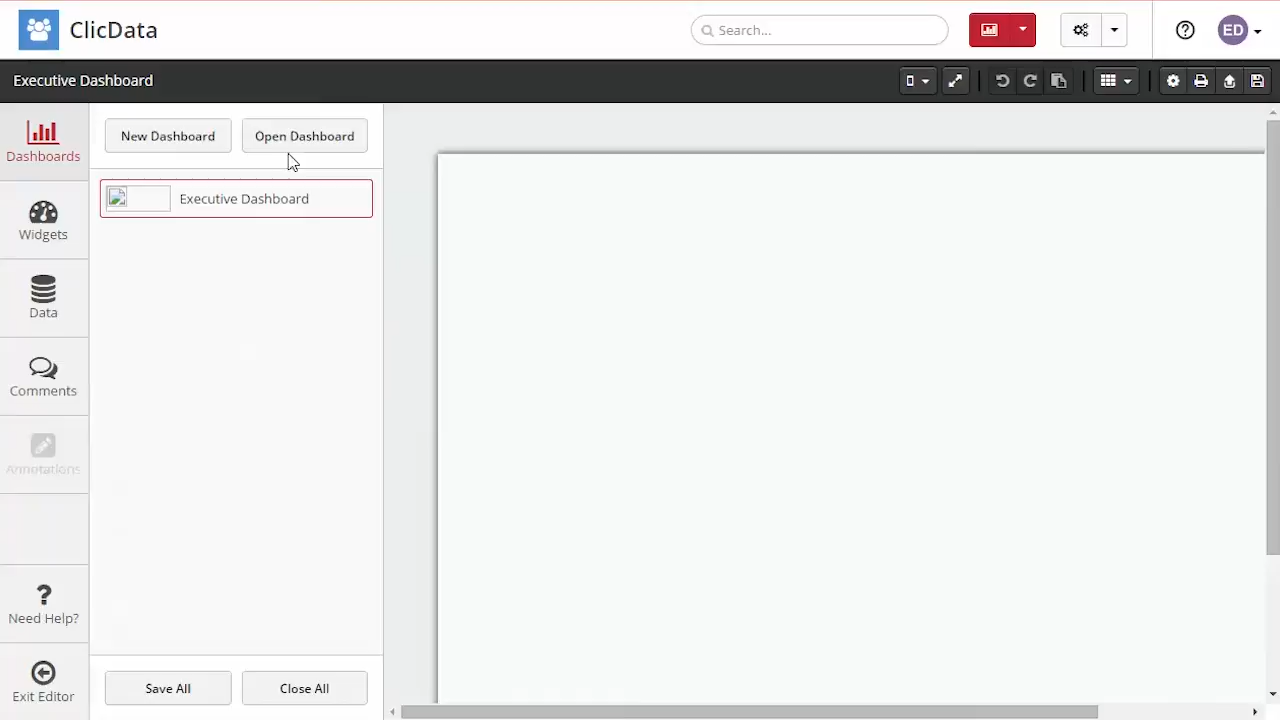 ClicData
Search...
ED
Executive Dashboard
Dashboards
New Dashboard
Open Dashboard
Executive Dashboard
Widgets
Data
Comments
Annotations
Need Help?
Exit Editor
Save All
Close All